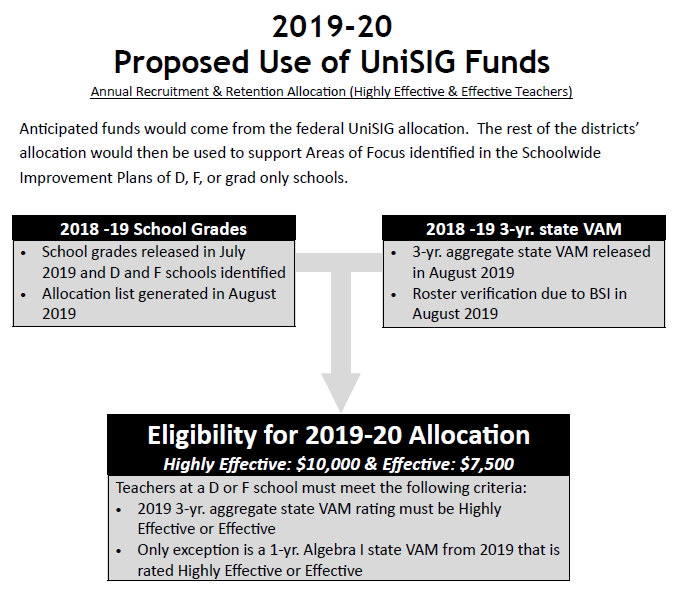 2019-20
Proposed Use of UniSIG Funds
Annual Recruitment & Retention Allocation (Highly Effective & Effective Teachers)
Anticipated funds would come from the federal UniSIG allocation.  The rest of the districts’
allocation would then be used to support Areas of Focus identified in the Schoolwide
Improvement Plans of D, F, or grad only schools.
2018 -19 School Grades
• School grades released in July
2019 and D and F schools identified
• Allocation list generated in August
2019
2018 -19 3-yr. state VAM
• 3-yr. aggregate state VAM released
in August 2019
• Roster verification due to BSI in
August 2019
Eligibility for 2019-20 Allocation
Highly Effective: $10,000 & Effective: $7,500
Teachers at a D or F school must meet the following criteria:
• 2019 3-yr. aggregate state VAM rating must be Highly
Effective or Effective
• Only exception is a 1-yr. Algebra I state VAM from 2019 that is
rated Highly Effective or Effective